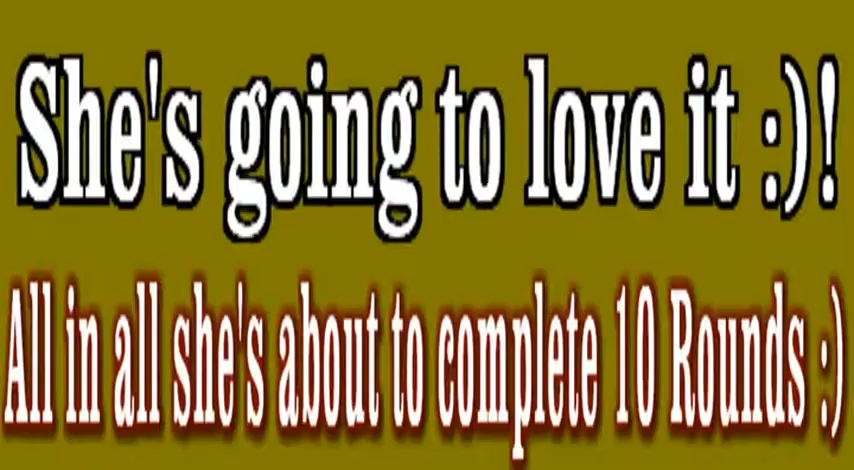 She's going to love it :)!
All in all she's about to complete 10 Rounds :)